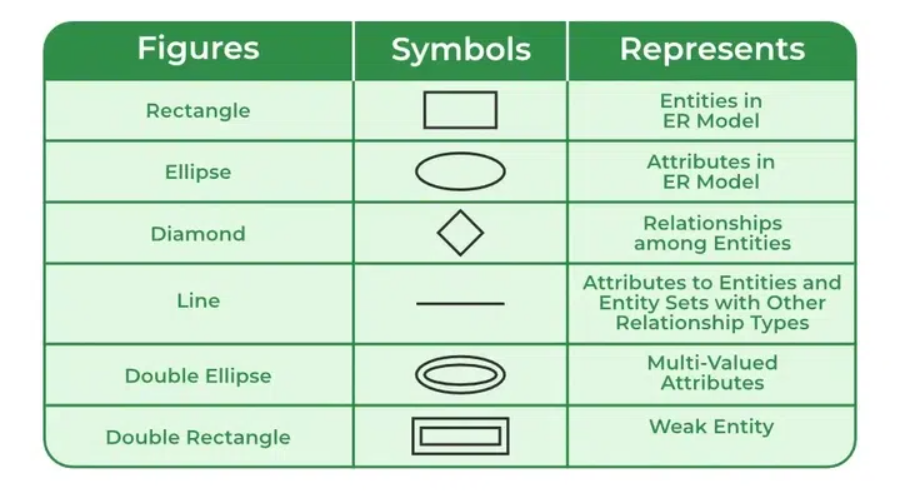 Figures
Symbols
Represents
Rectangle
Entities in
ER Model
Ellipse
Attributes in
ER Model
Diamond
Relationships
among Entities
Line
Attributes to Entities and
Entity Sets with Other
Relationship Types
Double Ellipse
Multi-Valued
Attributes
Double Rectangle
Weak Entity